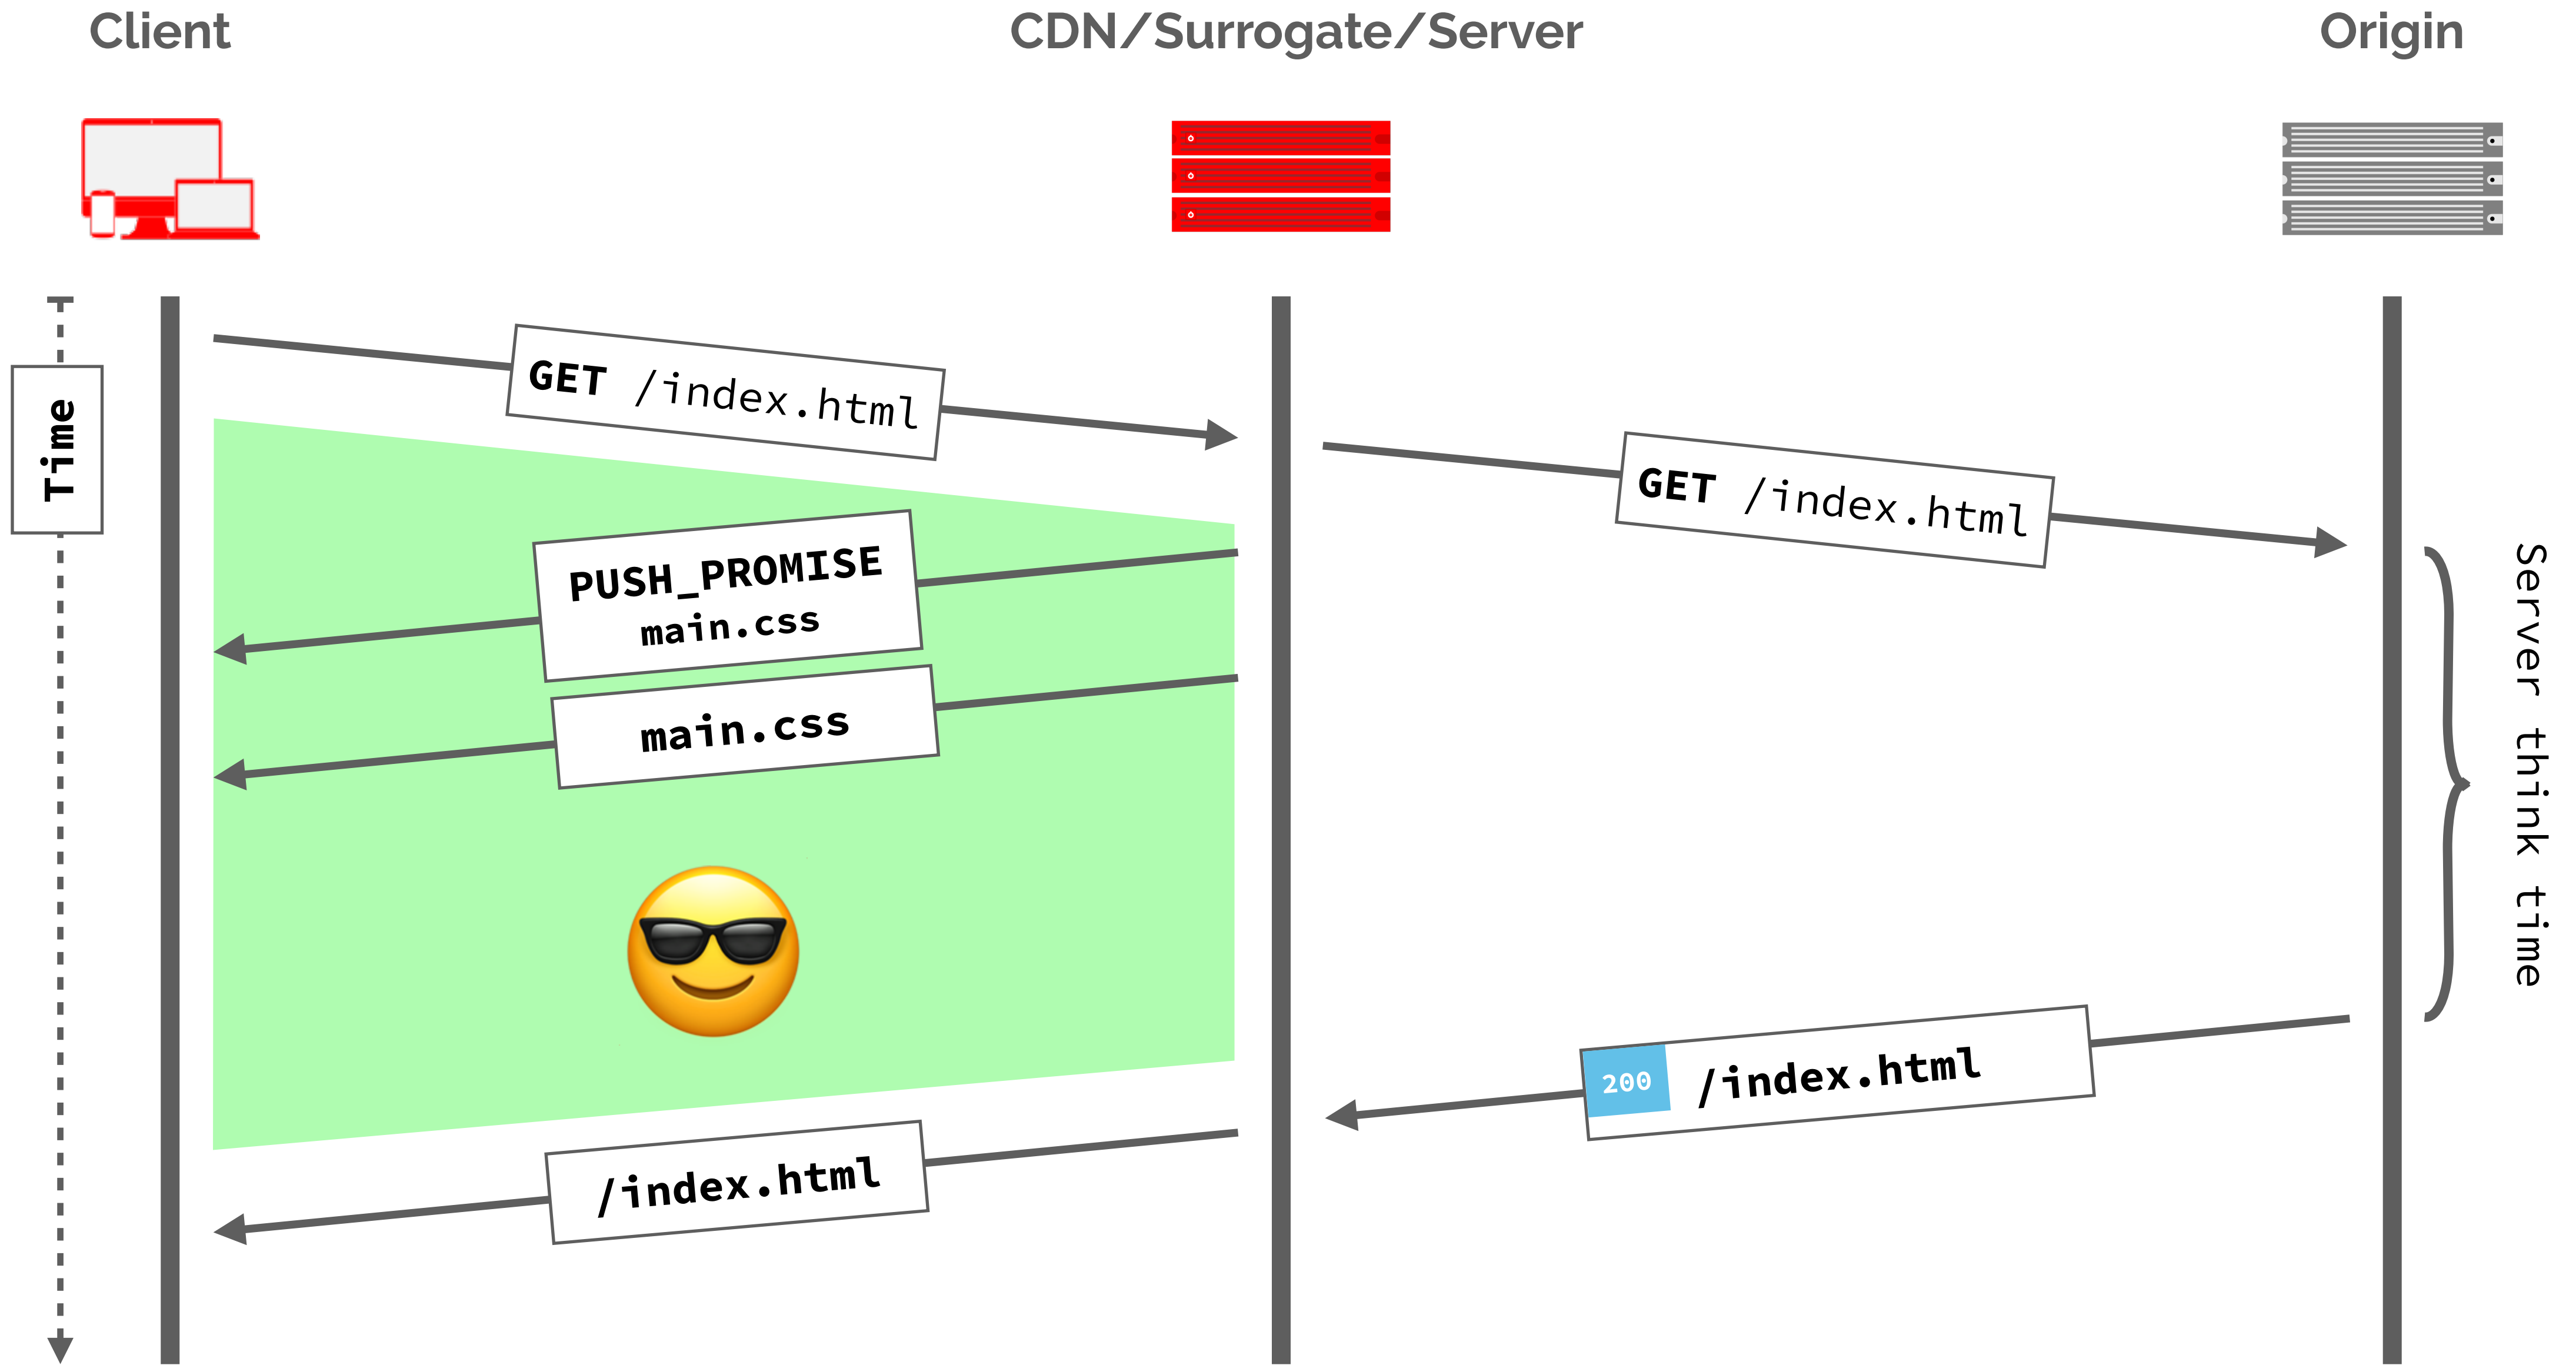 Client
CDN/Surrogate/Server
Origin
Time
GET /index.html
GET /index.html
PUSH_PROMISE
main.css
main.css
Server think time
200 /index.html
/index.html